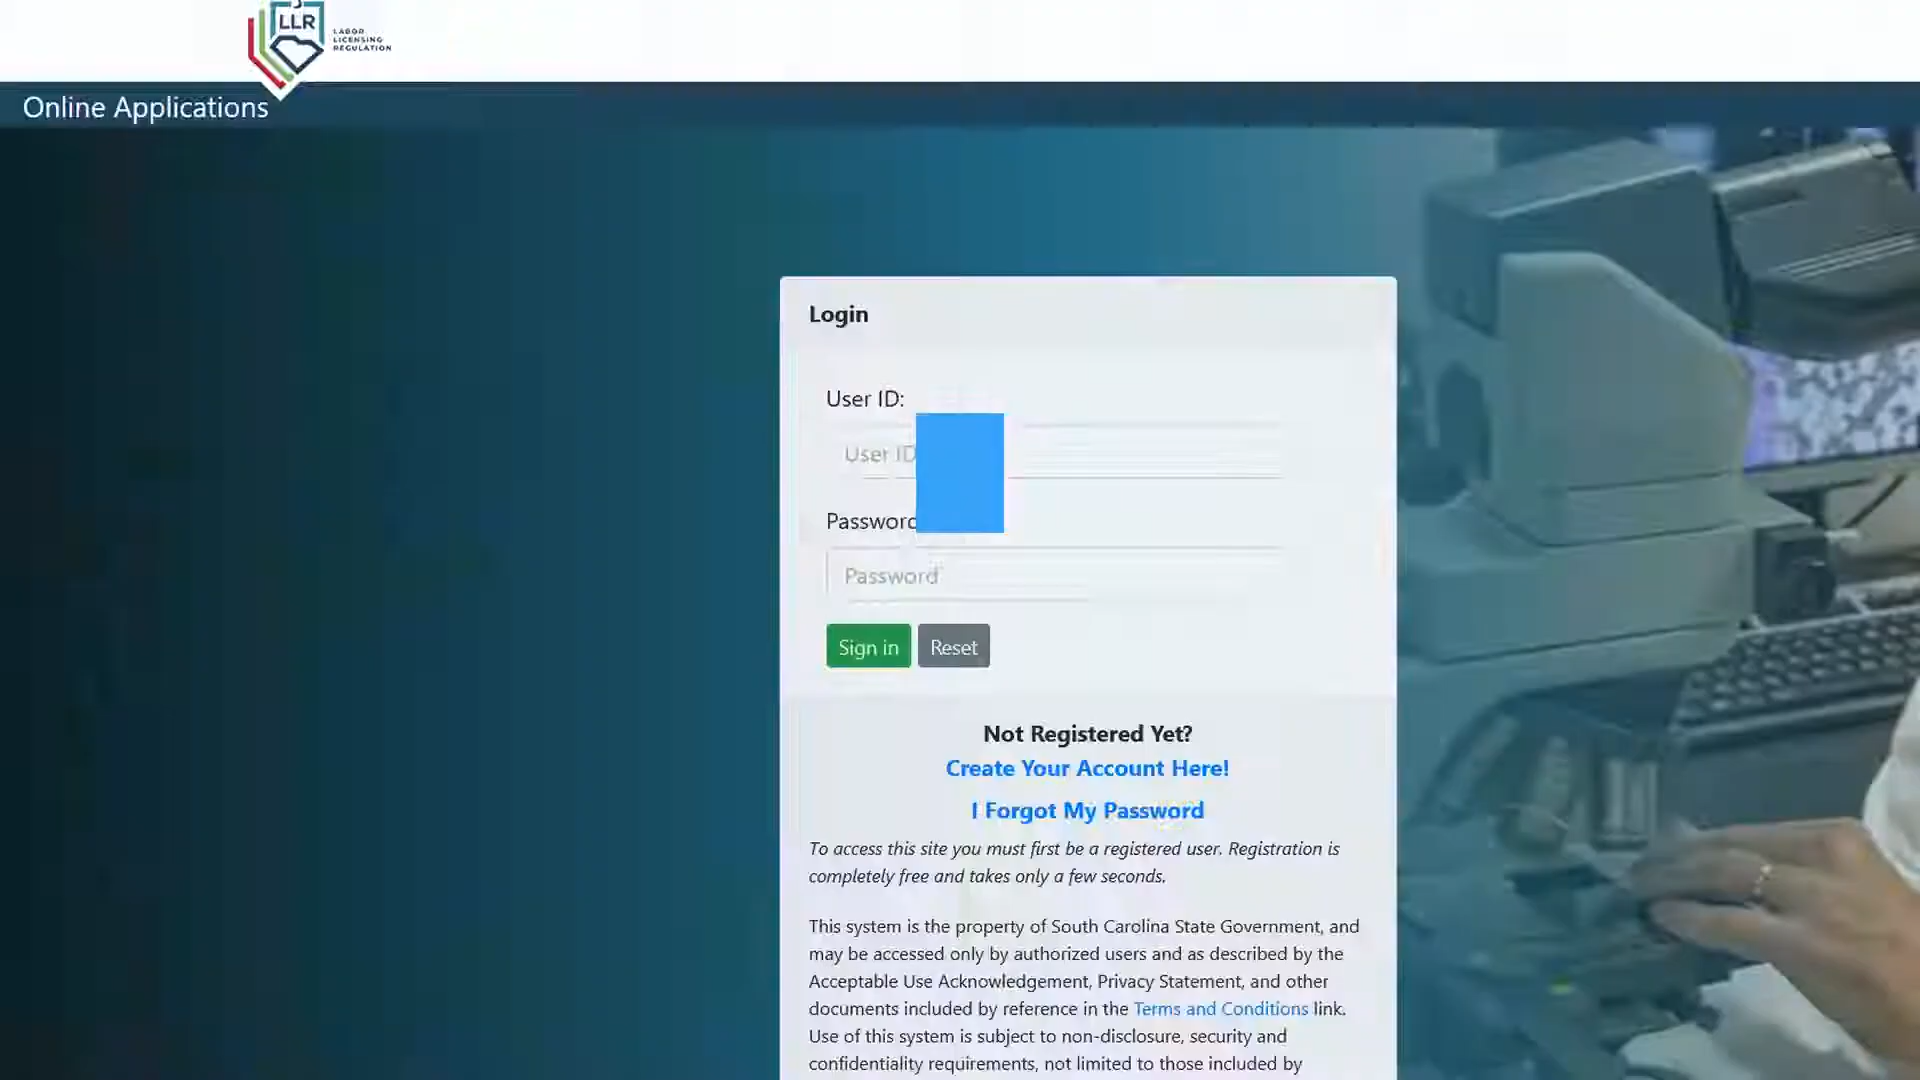 LLR
LABOR
LICENSING
REGULATION
Online Applications
Login
User ID:
User ID
Password
Password
Sign in Reset
Not Registered Yet?
Create Your Account Here!
I Forgot My Password
To access this site you must first be a registered user. Registration is
completely free and takes only a few seconds.
This system is the property of South Carolina State Government, and
may be accessed only by authorized users and as described by the
Acceptable Use Acknowledgement, Privacy Statement, and other
documents included by reference in the Terms and Conditions link.
Use of this system is subject to non-disclosure, security and
confidentiality requirements, not limited to those included by